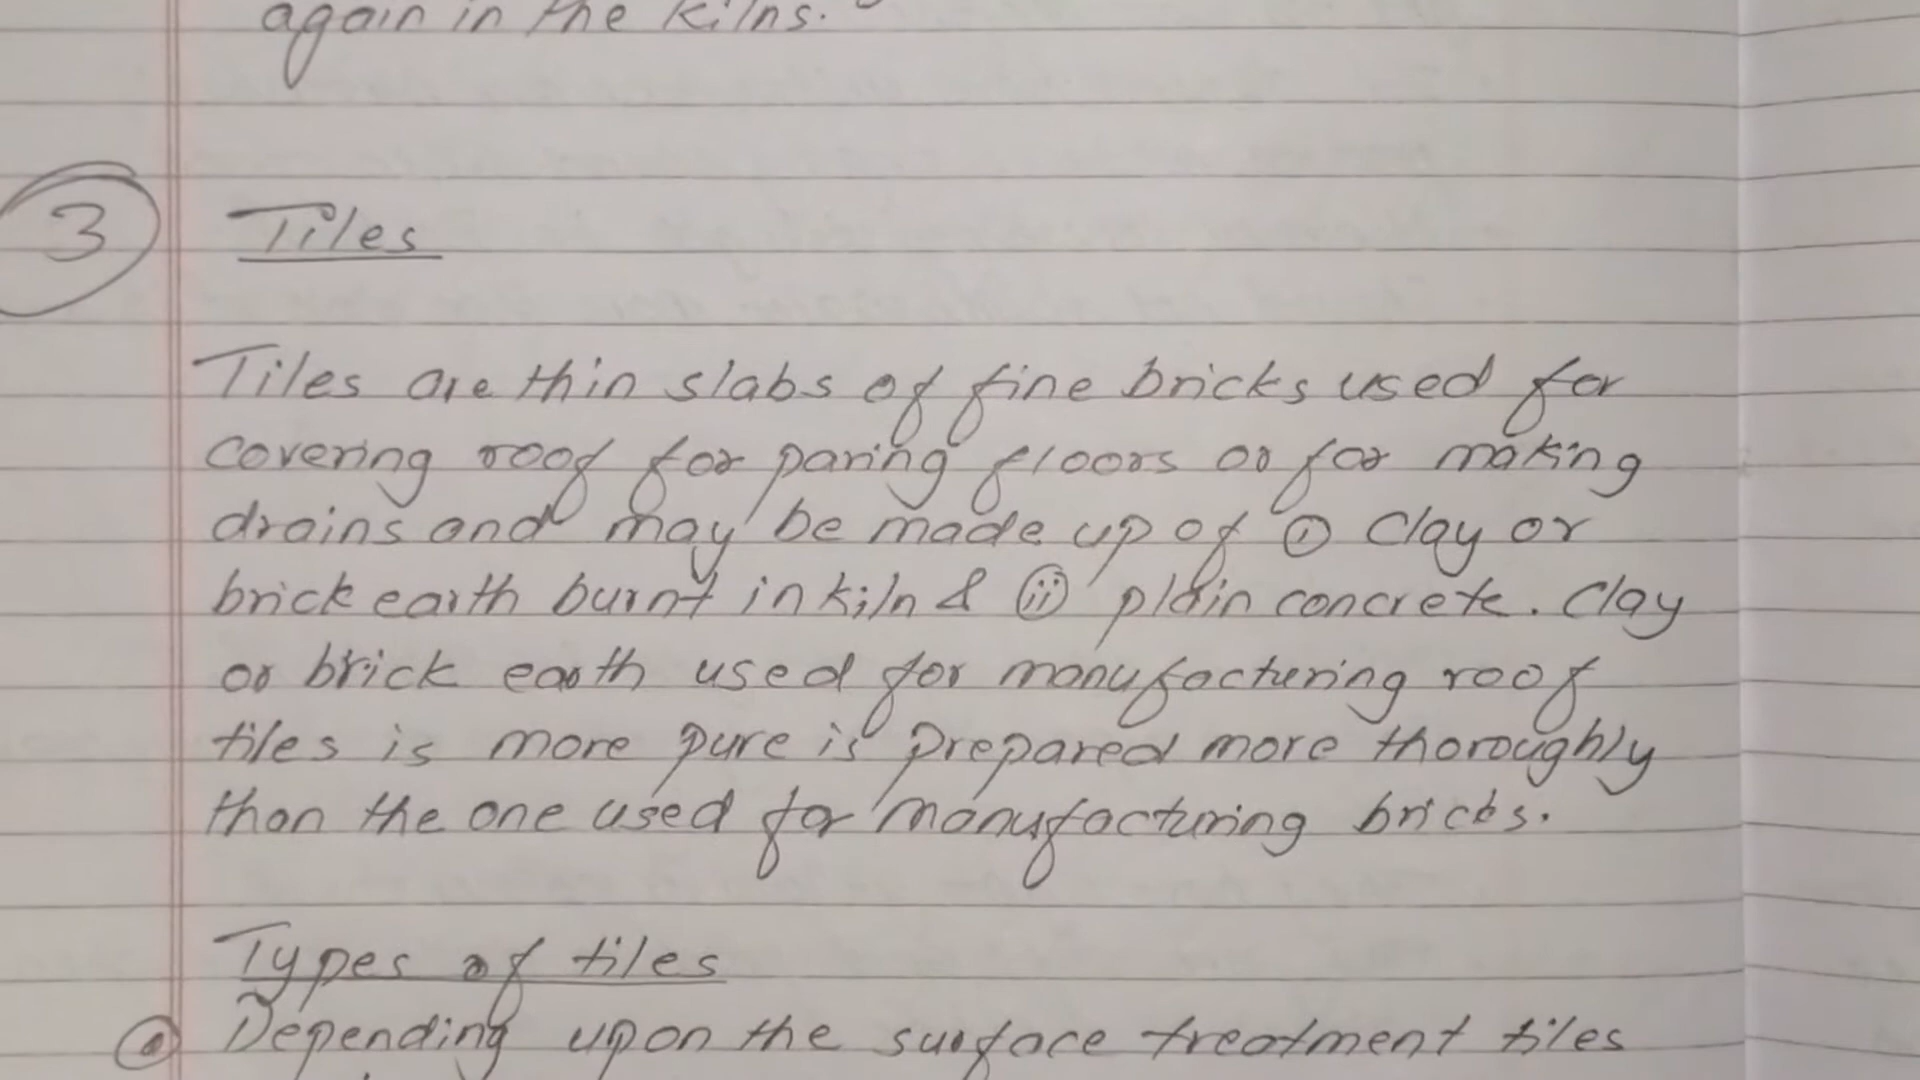 again in the kilns.
3 Tiles
Tiles are thin slabs of fine bricks used for
covering roof for paring floors or for making
drains and may be made up of ⓘ Clay or
brick earth burnt in kiln & ⓘⓘ plain concrete. Clay
or brick earth used for manufacturing roof
tiles is more pure is prepared more thoroughly
than the one used for manufacturing bricks.
Types of tiles
ⓐ Depending upon the surface treatment tiles